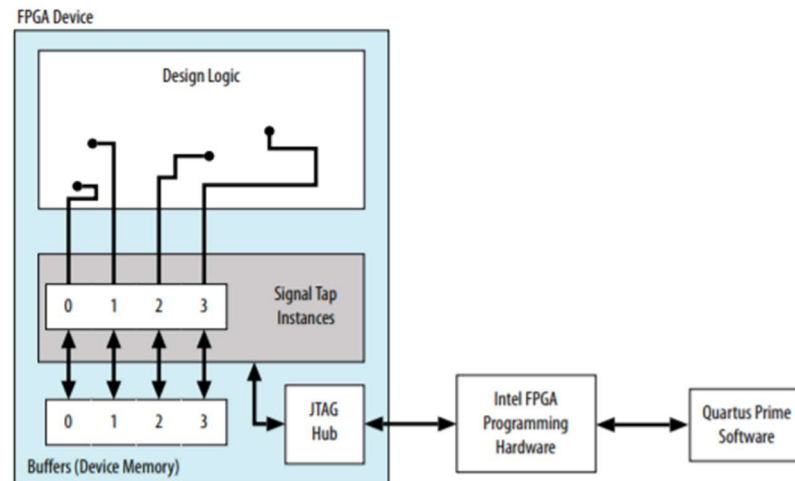 FPGA Device
Design Logic
0 1 2 3
Signal Tap
Instances
0 1 2 3
Buffers (Device Memory)
JTAG
Hub
Intel FPGA
Programming
Hardware
Quartus Prime
Software